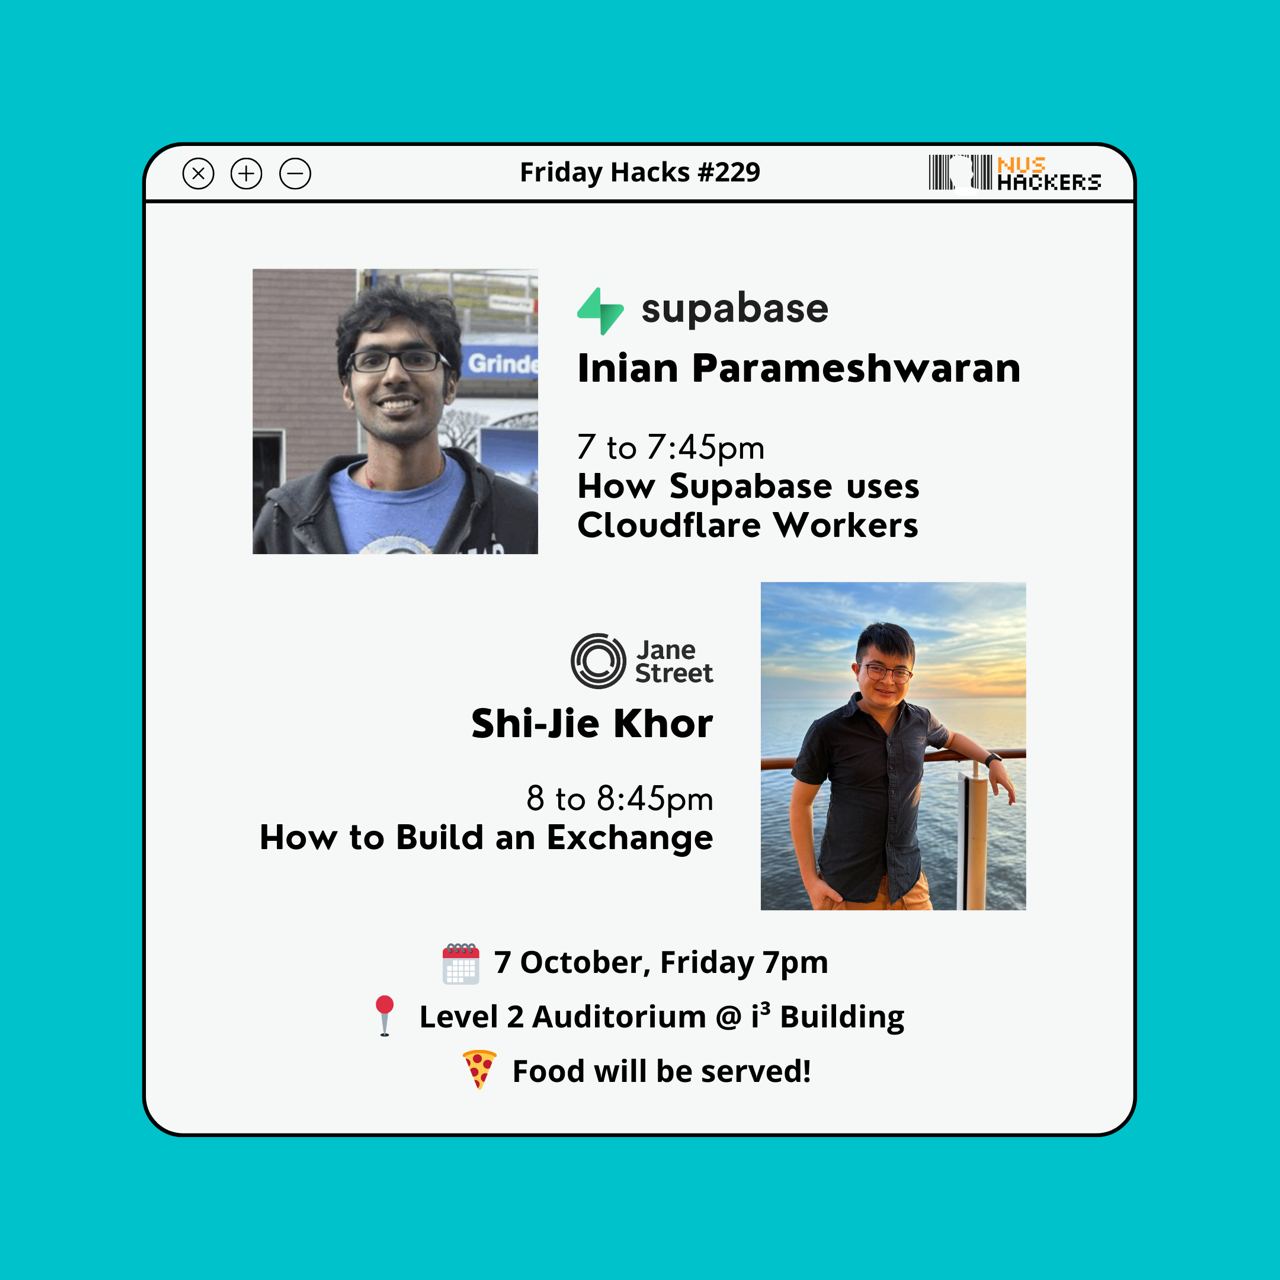 Friday Hacks #229
NUS
HACKERS
Grinde
supabase
Inian Parameshwaran
7 to 7:45pm
How Supabase uses
Cloudflare Workers
Jane
Street
Shi-Jie Khor
8 to 8:45pm
How to Build an Exchange
7 October, Friday 7pm
Level 2 Auditorium @ i³ Building
Food will be served!